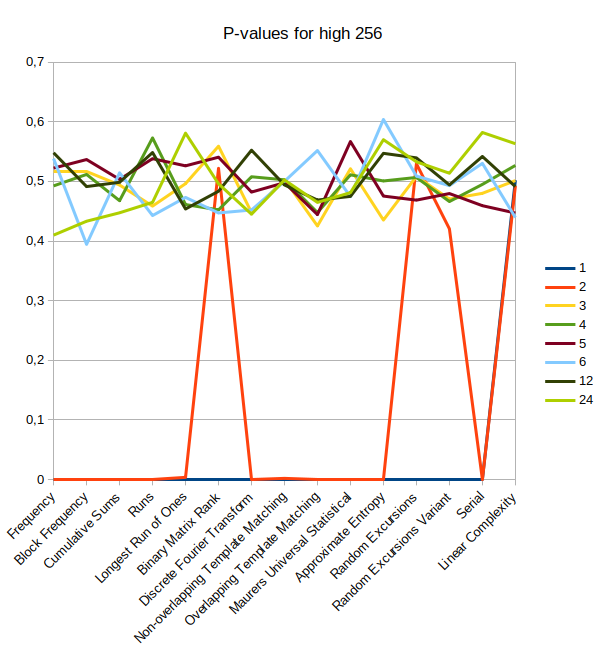 P-values for high 256
0,7
0,6
0,5
0,4
0,3
0,2
0,1
0
Frequency
Block Frequency
Cumulative Sums
Runs
Longest Run of Ones
Binary Matrix Rank
Discrete Fourier Transform
Non-overlapping Template Matching
Overlapping Template Matching
Maurers Universal Statistical
Approximate Entropy
Random Excursions
Random Excursions Variant
Serial
Linear Complexity
1
2
3
4
5
6
12
24